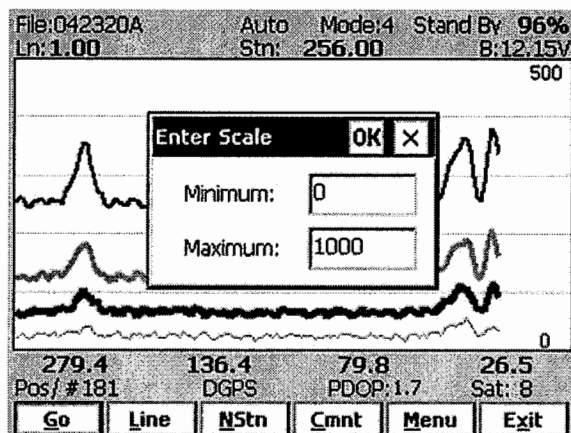 File:042320A Auto Mode:4 Stand By 96%
Ln: 1.00 Stn: 256.00 B:12.15V
500
Enter Scale OK ×
Minimum: 0
Maximum: 1000
0
279.4 136.4 79.8 26.5
Pos/ #181 DGPS PDOP:1.7 Sat: 8
Go Line NStn Cmnt Menu Exit